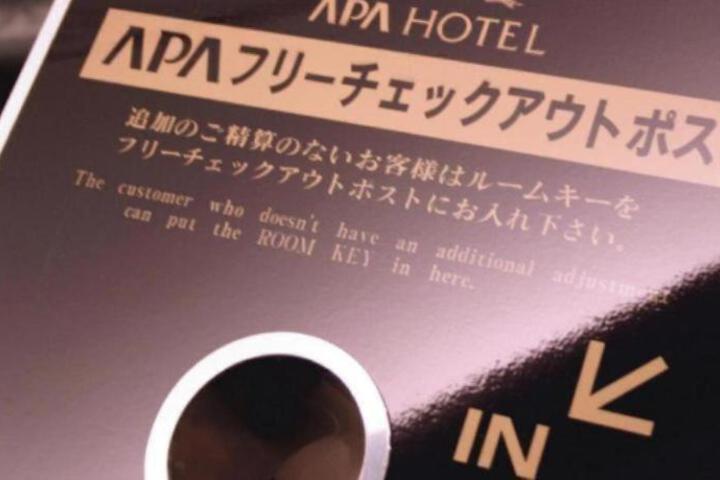 APA HOTEL
APAフリーチェックアウトポス
追加のご精算のないお客様はルームキーを
フリーチェックアウトポストにお入れ下さい。
The customer who doesn't have an additional adjustment
can put the ROOM KEY in here.
IN